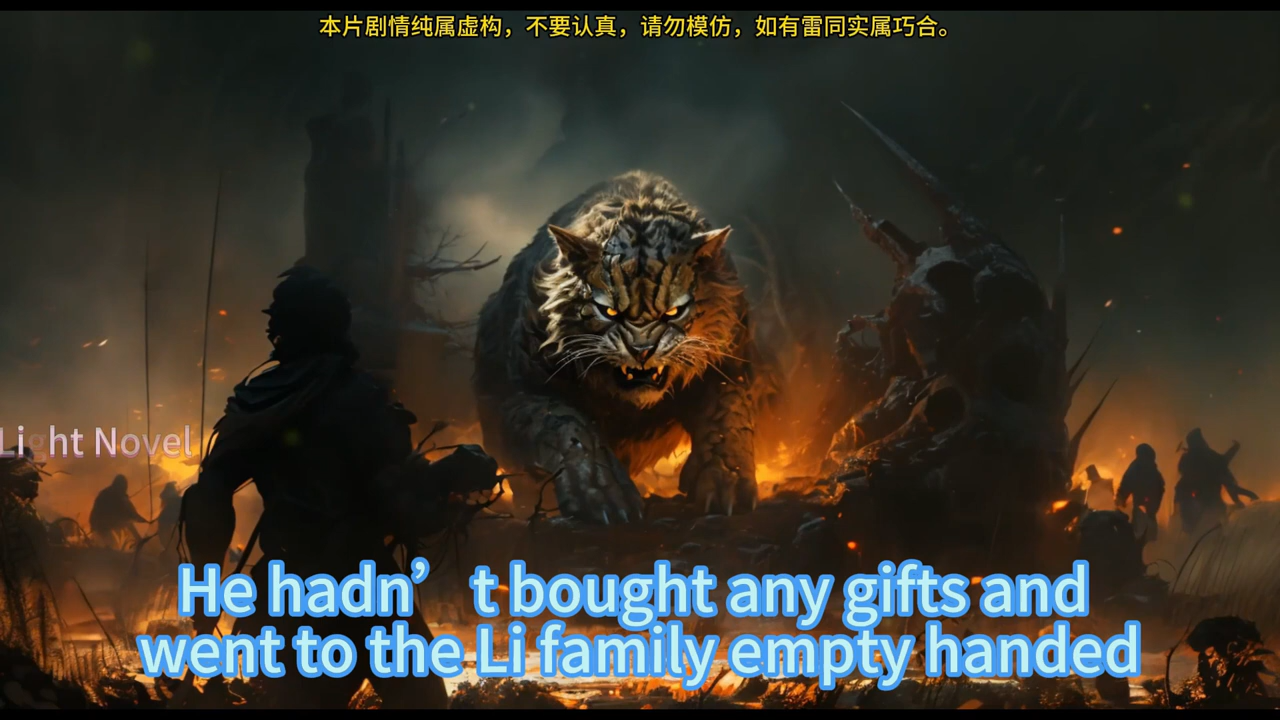 本片剧情纯属虚构，不要认真，请勿模仿，如有雷同实属巧合。
Light Novel
He hadn’ t bought any gifts and
went to the Li family empty handed